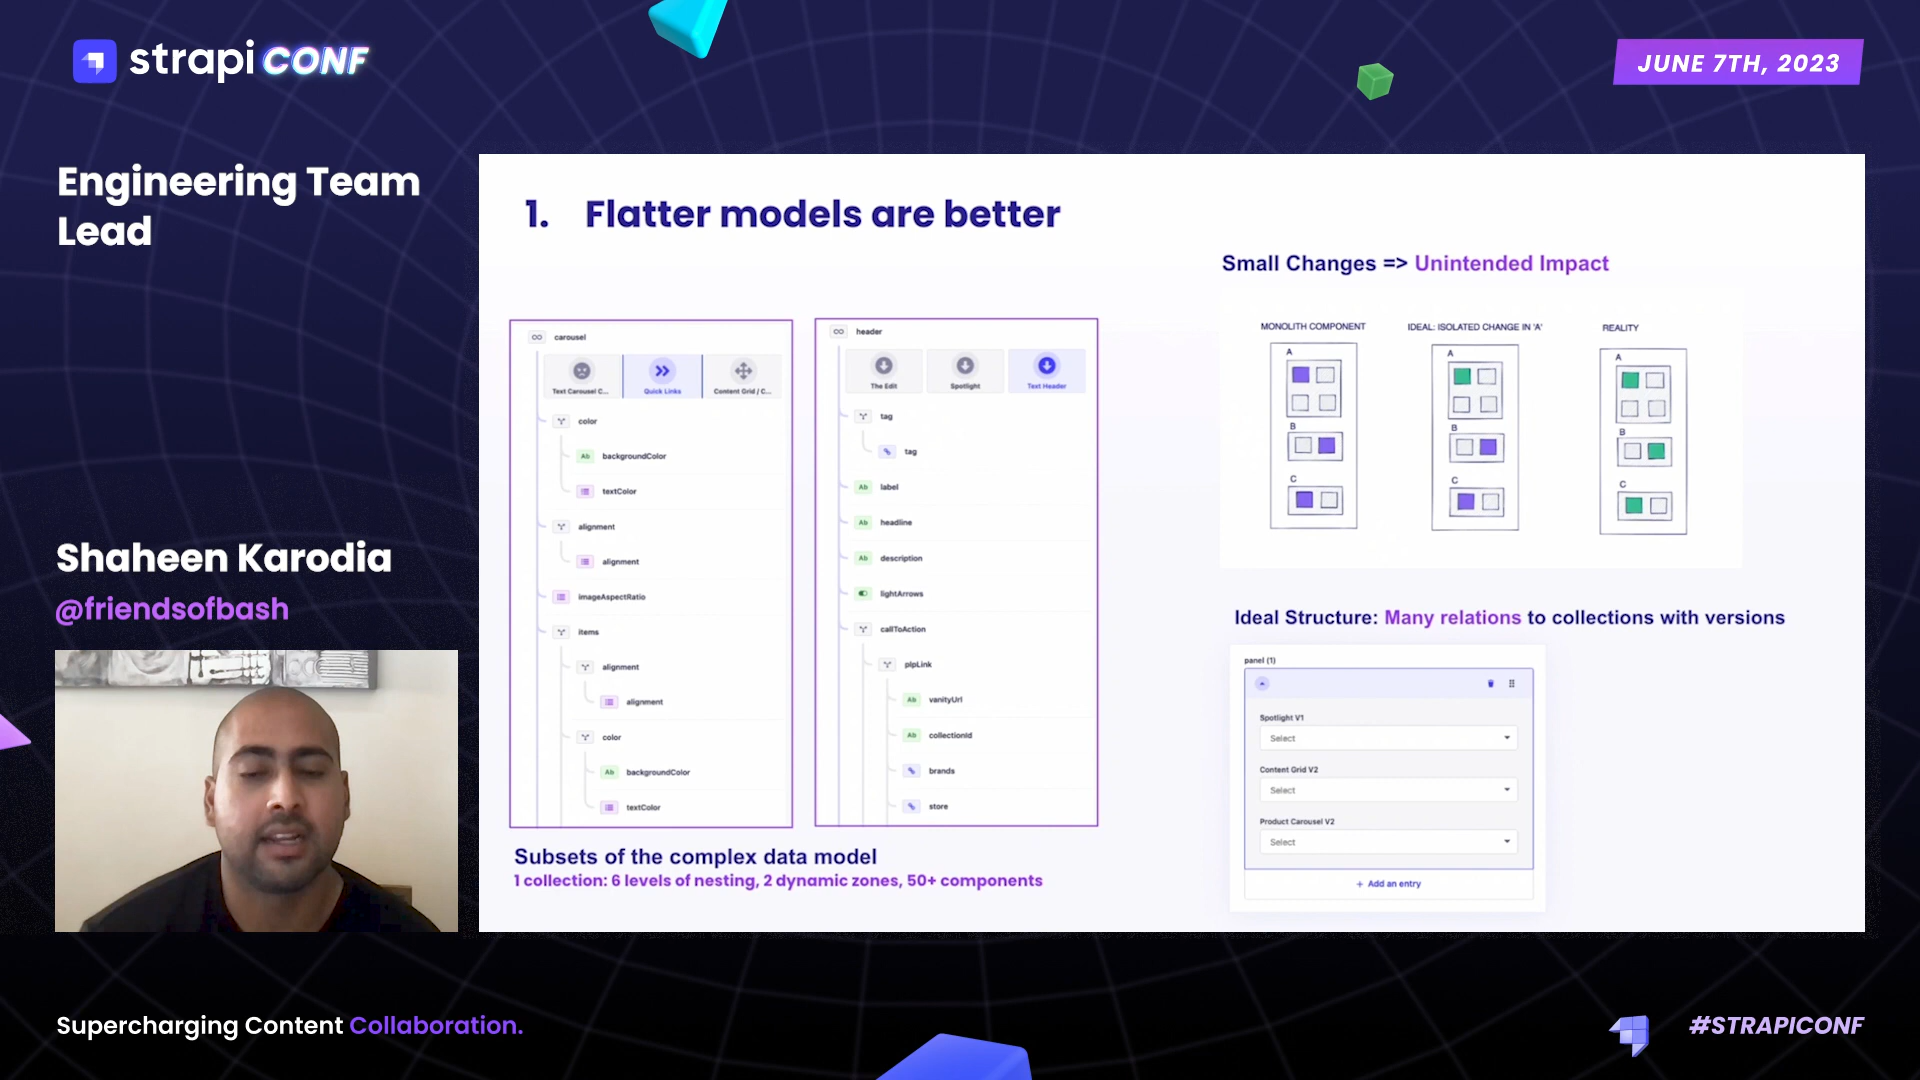 strapi CONF
JUNE 7TH, 2023
Engineering Team
Lead
Shaheen Karodia
@friendsofbash
1. Flatter models are better
carousel
Text Carousel C...
Quick Links
Content Grid / C...
color
backgroundColor
textColor
alignment
alignment
imageAspectRatio
items
alignment
alignment
color
backgroundColor
textColor
header
The Edit
Spotlight
Text Header
tag
tag
label
headline
description
lightArrows
callToAction
plpLink
vanityUrl
collectionId
brands
store
Subsets of the complex data model
1 collection: 6 levels of nesting, 2 dynamic zones, 50+ components
Small Changes => Unintended Impact
MONOLITH COMPONENT
A
B
C
IDEAL: ISOLATED CHANGE IN 'A'
A
B
C
REALITY
A
B
C
Ideal Structure: Many relations to collections with versions
panel (1)
Spotlight V1
Select
Content Grid V2
Select
Product Carousel V2
Select
+ Add an entry
Supercharging Content Collaboration.
#STRAPICONF